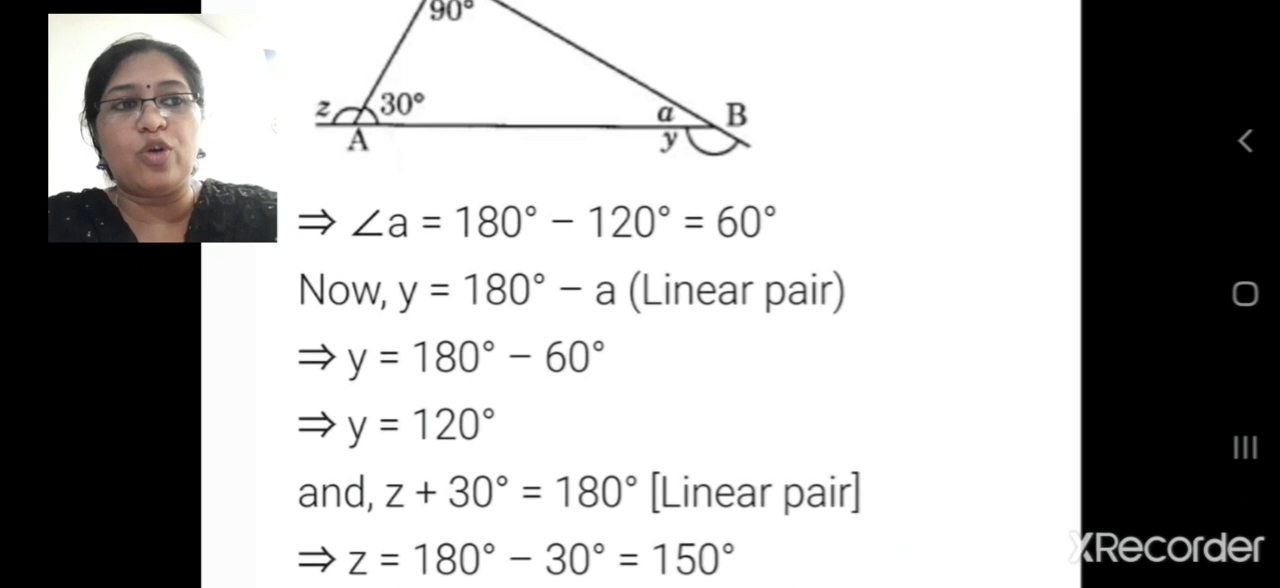 90°
z 30° a B
A y
⇒ ∠a = 180° – 120° = 60°
Now, y = 180° – a (Linear pair)
⇒ y = 180° – 60°
⇒ y = 120°
and, z + 30° = 180° [Linear pair]
⇒ z = 180° – 30° = 150°
XRecorder